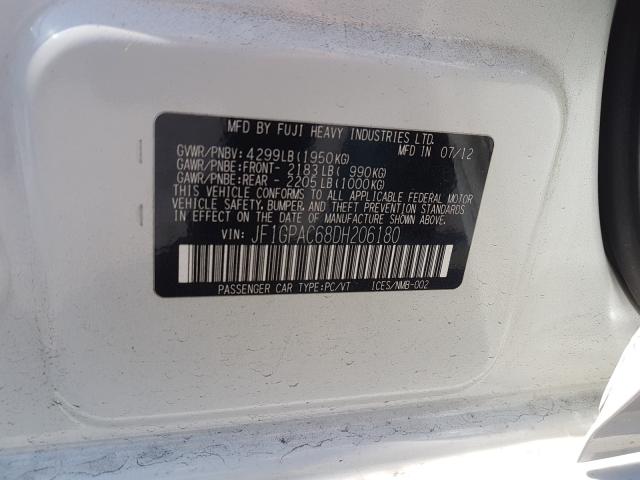 MFD BY FUJI HEAVY INDUSTRIES LTD.
GVWR/PNBV: 4299LB(1950KG) MFD IN 07/12
GAWR/PNBE:FRONT- 2183LB( 990KG)
GAWR/PNBE:REAR - 2205LB(1000KG)
THIS VEHICLE CONFORMS TO ALL APPLICABLE FEDERAL MOTOR
VEHICLE SAFETY, BUMPER, AND THEFT PREVENTION STANDARDS
IN EFFECT ON THE DATE OF MANUFACTURE SHOWN ABOVE.
VIN: JF1GPAC68DH206180
PASSENGER CAR TYPE:PC/VT ICES/NMB-002